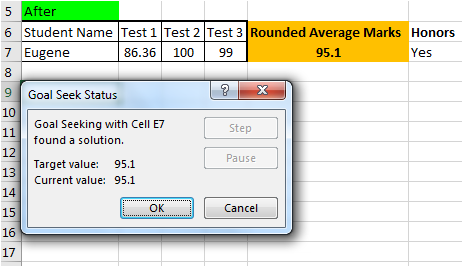 5 After
6 Student Name Test 1 Test 2 Test 3 Rounded Average Marks Honors
7 Eugene 86.36 100 99 95.1 Yes
8
9
10
11
12
13
14
15
16
17
Goal Seek Status
?
Goal Seeking with Cell E7
found a solution.
Step
Pause
Target value: 95.1
Current value: 95.1
OK Cancel